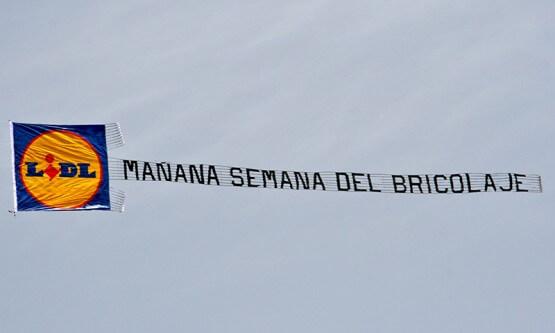 LIDL
MAÑANA SEMANA DEL BRICOLAJE